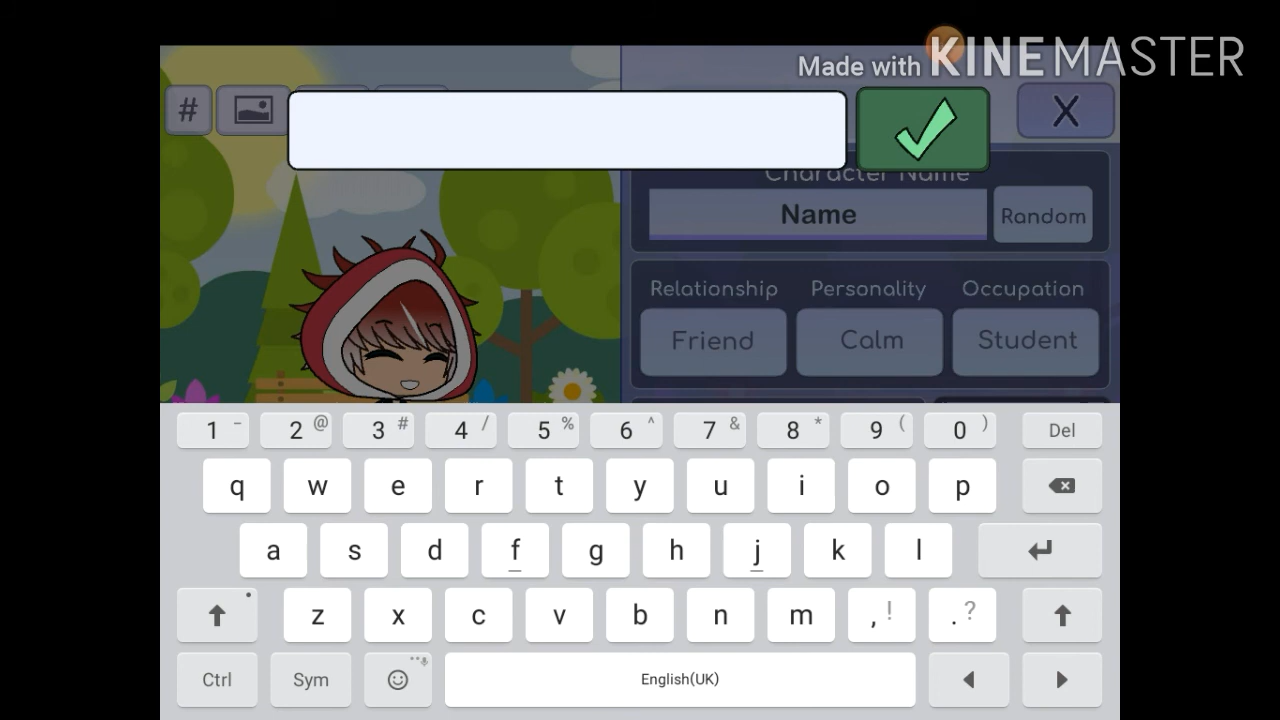 Made with KINEMASTER
#
X
Character Name
Name
Random
Relationship Personality Occupation
Friend Calm Student
1 - 2 @ 3 # 4 / 5 % 6 ^ 7 & 8 * 9 ( 0 ) Del
q w e r t y u i o p
a s d f g h j k l
z x c v b n m , ! . ?
Ctrl Sym English(UK)